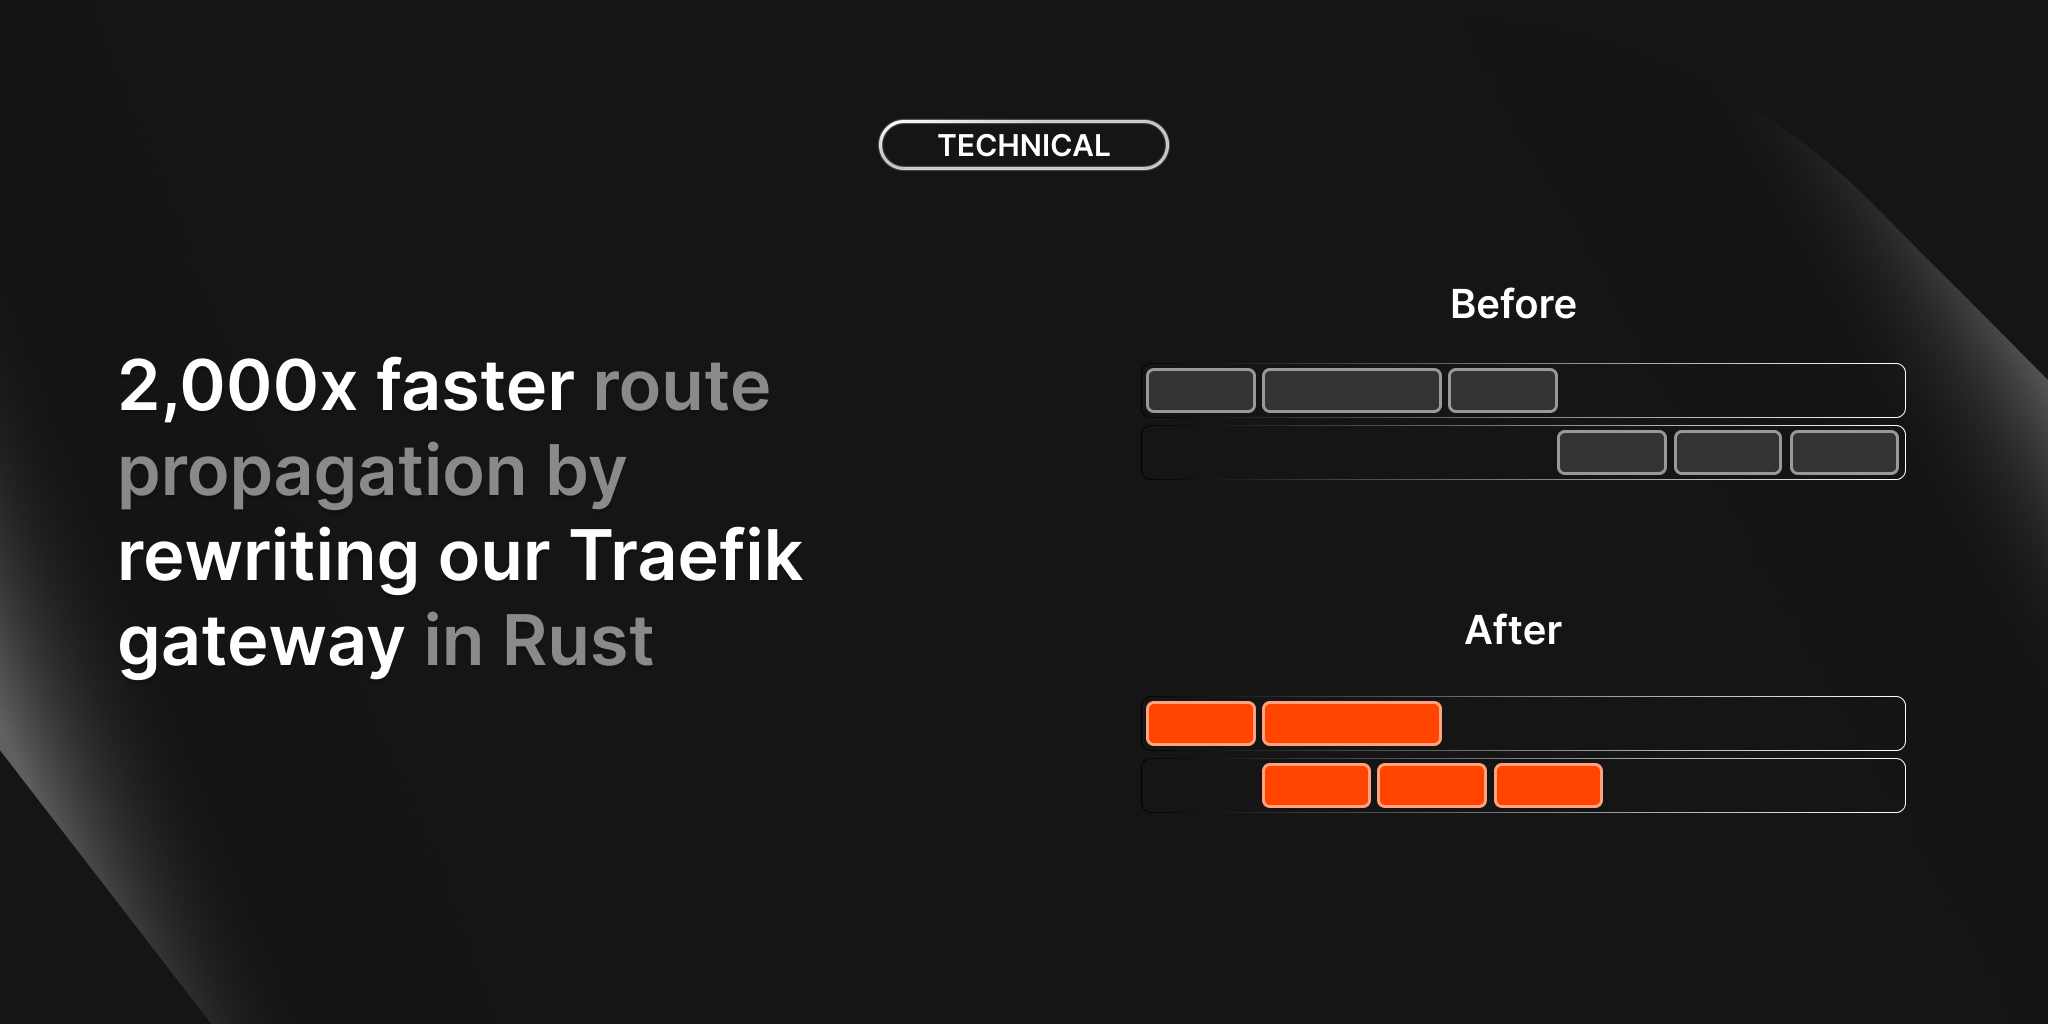 TECHNICAL
2,000x faster route
propagation by
rewriting our Traefik
gateway in Rust
Before
After